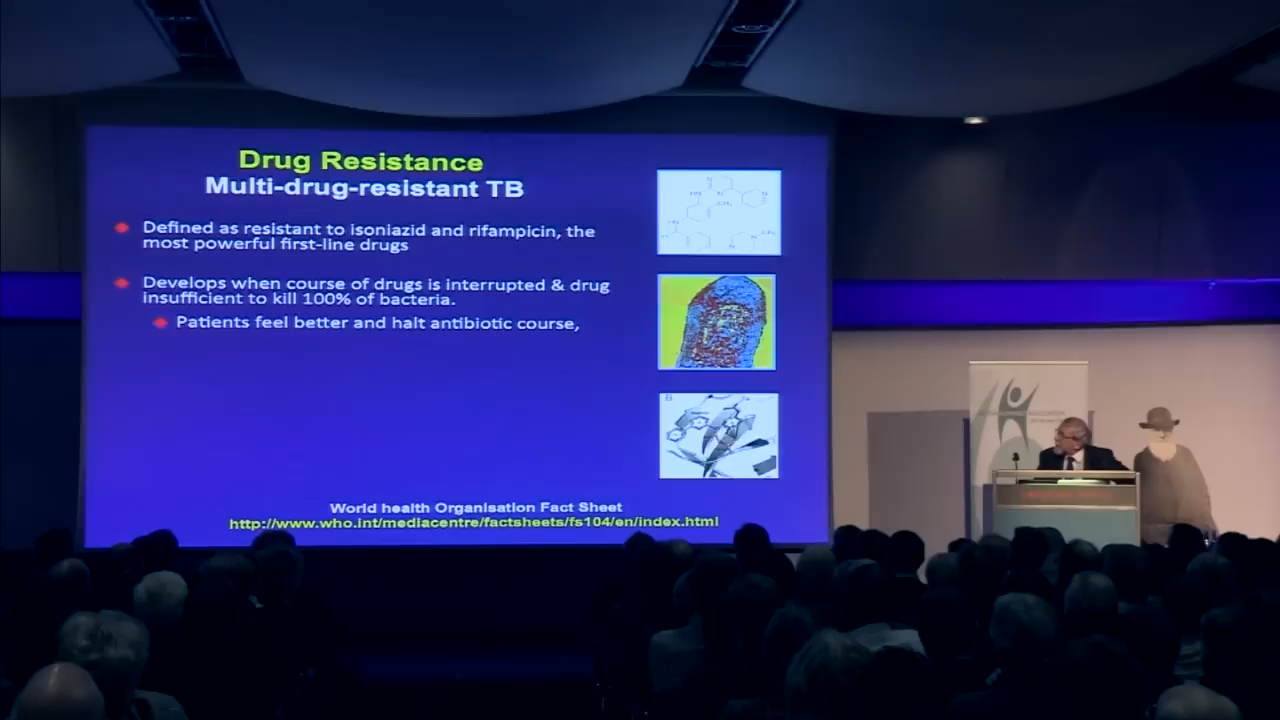 Drug Resistance
Multi-drug-resistant TB
Defined as resistant to isoniazid and rifampicin, the
most powerful first-line drugs
Develops when course of drugs is interrupted & drug
insufficient to kill 100% of bacteria.
Patients feel better and halt antibiotic course,
World health Organisation Fact Sheet
http://www.who.int/mediacentre/factsheets/fs104/en/index.html